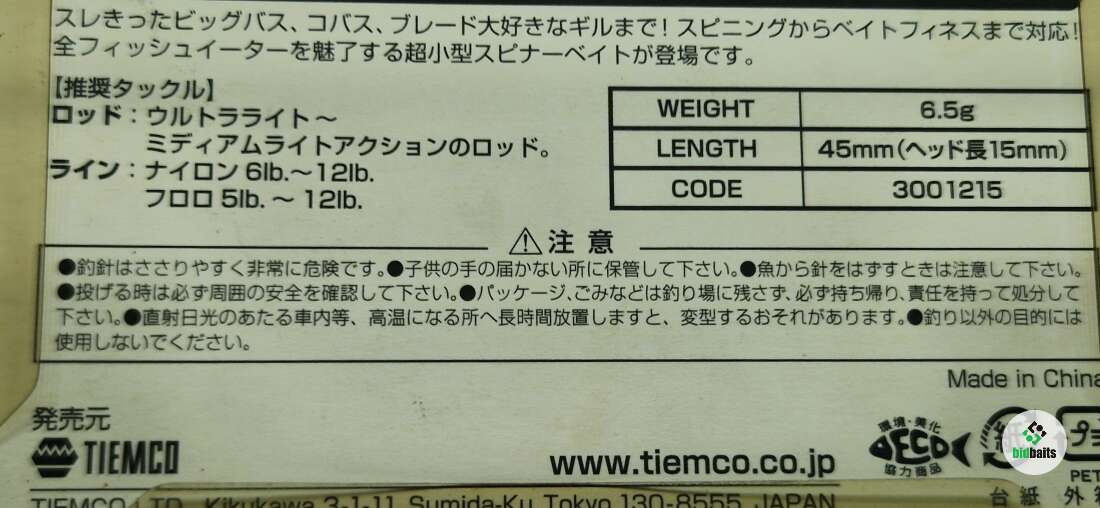 スレきったビッグバス、コバス、ブレード大好きなギルまで!スピニングからベイトフィネスまで対応!
全フィッシュイーターを魅了する超小型スピナーベイトが登場です。
【推奨タックル】
ロッド：ウルトラライト〜
ミディアムライトアクションのロッド。
ライン：ナイロン 6lb.〜12lb.
フロロ 5lb.〜 12lb.
WEIGHT 6.5g
LENGTH 45mm(ヘッド長15mm)
CODE 3001215
⚠注意
●釣針はささりやすく非常に危険です。●子供の手の届かない所に保管して下さい。●魚から針をはずすときは注意して下さい。
●投げる時は必ず周囲の安全を確認して下さい。●パッケージ、ごみなどは釣り場に残さず、必ず持ち帰り、責任を持って処分して
下さい。●直射日光のあたる車内等、高温になる所へ長時間放置しますと、変型するおそれがあります。●釣り以外の目的には
使用しないでください。
Made in China
発売元
TIEMCO
www.tiemco.co.jp
環境・美化
ECO
協力商品
紙
bidbaits
プラ
PET
台紙 外
TIEMCO LTD. Kikukawa 3-1-11 Sumida-Ku Tokyo 130-8555 JAPAN